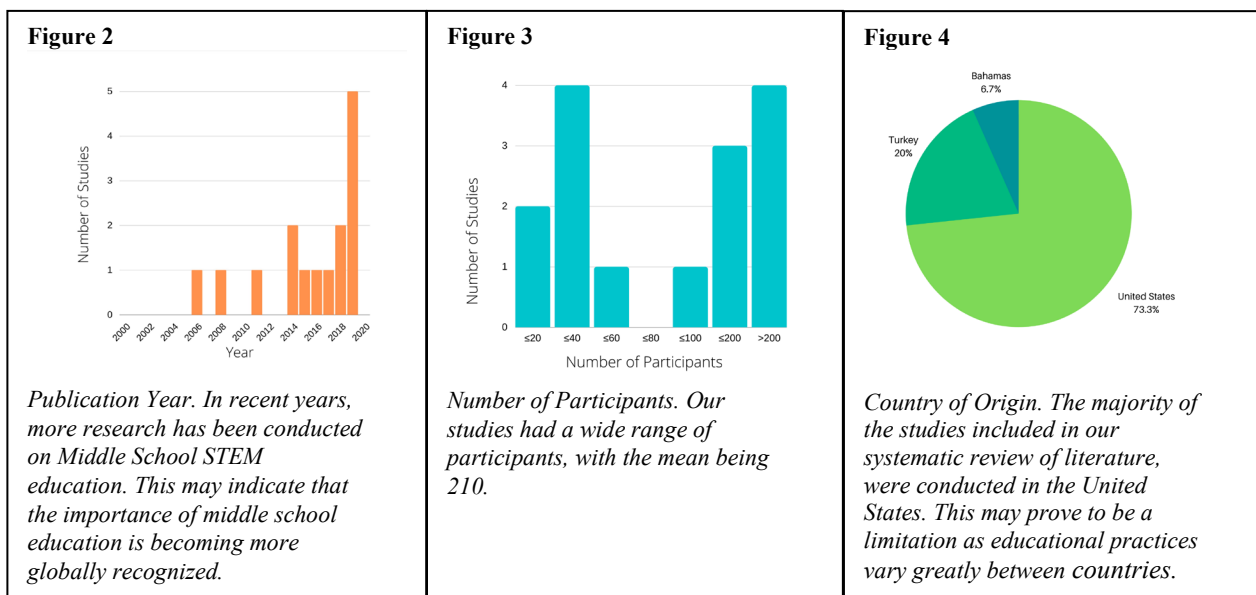 Figure 2
5
4
3
2
1
0
Number of Studies
2000
2002
2004
2006
2008
2010
2012
2014
2016
2018
2020
Year
Publication Year. In recent years,
more research has been conducted
on Middle School STEM
education. This may indicate that
the importance of middle school
education is becoming more
globally recognized.
Figure 3
4
3
2
1
0
Number of Studies
≤20
≤40
≤60
≤80
≤100
≤200
>200
Number of Participants
Number of Participants. Our
studies had a wide range of
participants, with the mean being
210.
Figure 4
Bahamas
6.7%
Turkey
20%
United States
73.3%
Country of Origin. The majority of
the studies included in our
systematic review of literature,
were conducted in the United
States. This may prove to be a
limitation as educational practices
vary greatly between countries.